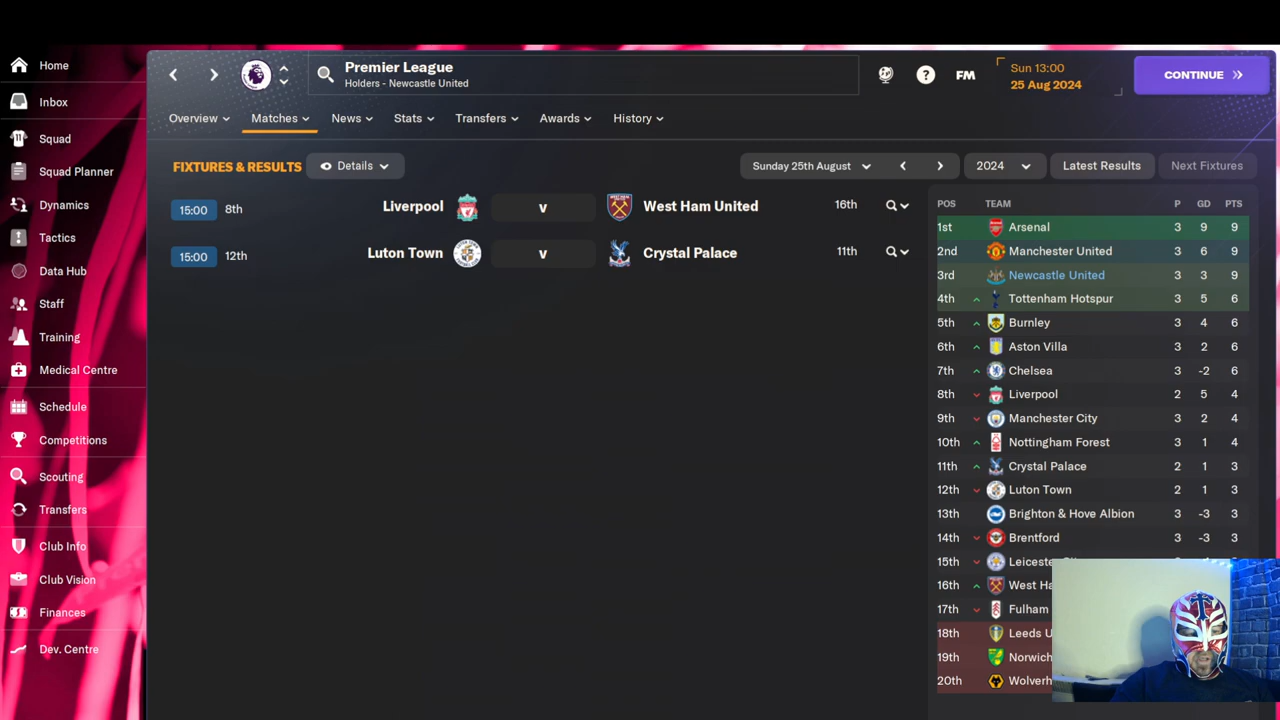 Home
Inbox
Squad
Squad Planner
Dynamics
Tactics
Data Hub
Staff
Training
Medical Centre
Schedule
Competitions
Scouting
Transfers
Club Info
Club Vision
Finances
Dev. Centre
Premier League
Holders - Newcastle United
?
FM
Sun 13:00
25 Aug 2024
CONTINUE
Overview
Matches
News
Stats
Transfers
Awards
History
FIXTURES & RESULTS
Details
Sunday 25th August
2024
Latest Results
Next Fixtures
15:00 8th Liverpool v West Ham United 16th
15:00 12th Luton Town v Crystal Palace 11th
POS TEAM P GD PTS
1st Arsenal 3 9 9
2nd Manchester United 3 6 9
3rd Newcastle United 3 3 9
4th Tottenham Hotspur 3 5 6
5th Burnley 3 4 6
6th Aston Villa 3 2 6
7th Chelsea 3 -2 6
8th Liverpool 2 5 4
9th Manchester City 3 2 4
10th Nottingham Forest 3 1 4
11th Crystal Palace 2 1 3
12th Luton Town 2 1 3
13th Brighton & Hove Albion 3 -3 3
14th Brentford 3 -3 3
15th Leices
16th West Ha
17th Fulham
18th Leeds U
19th Norwich
20th Wolverh